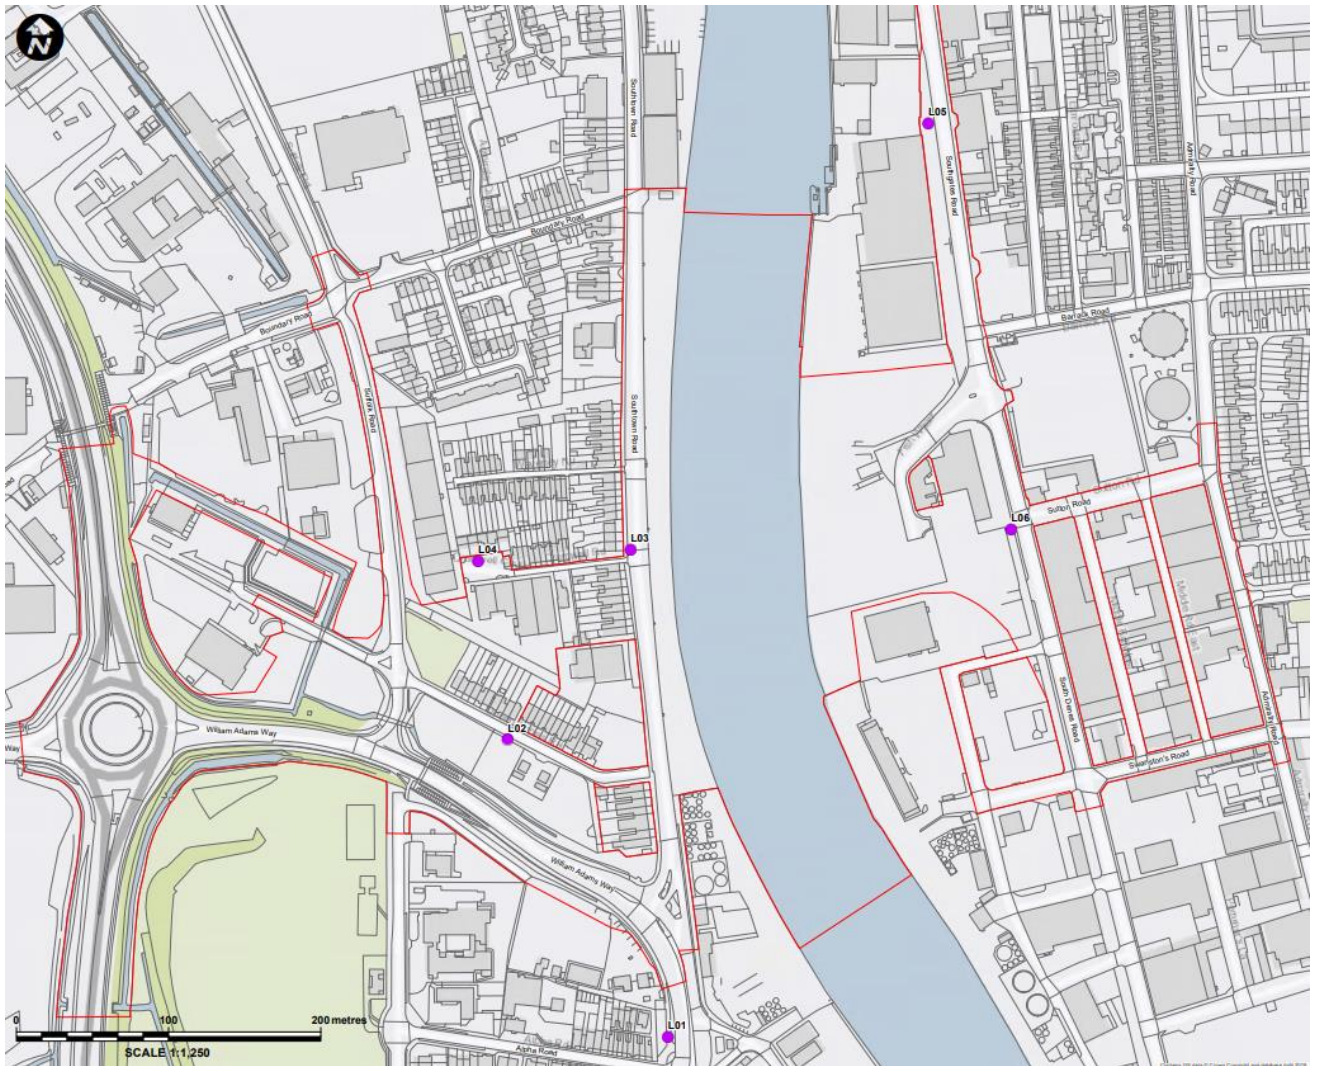 N
L05
Southtown Road
Southgates Road
Admiralty Road
Boundary Road
Boundary Road
Barrack Road
Suffolk Road
Southtown Road
Sutton Road
L06
L03
L04
L02
William Adams Way
Way
South Denes Road
Admiralty Road
Swanston's Road
William Adams Way
L01
Alpha Road
0 100 200 metres
SCALE 1:1,250